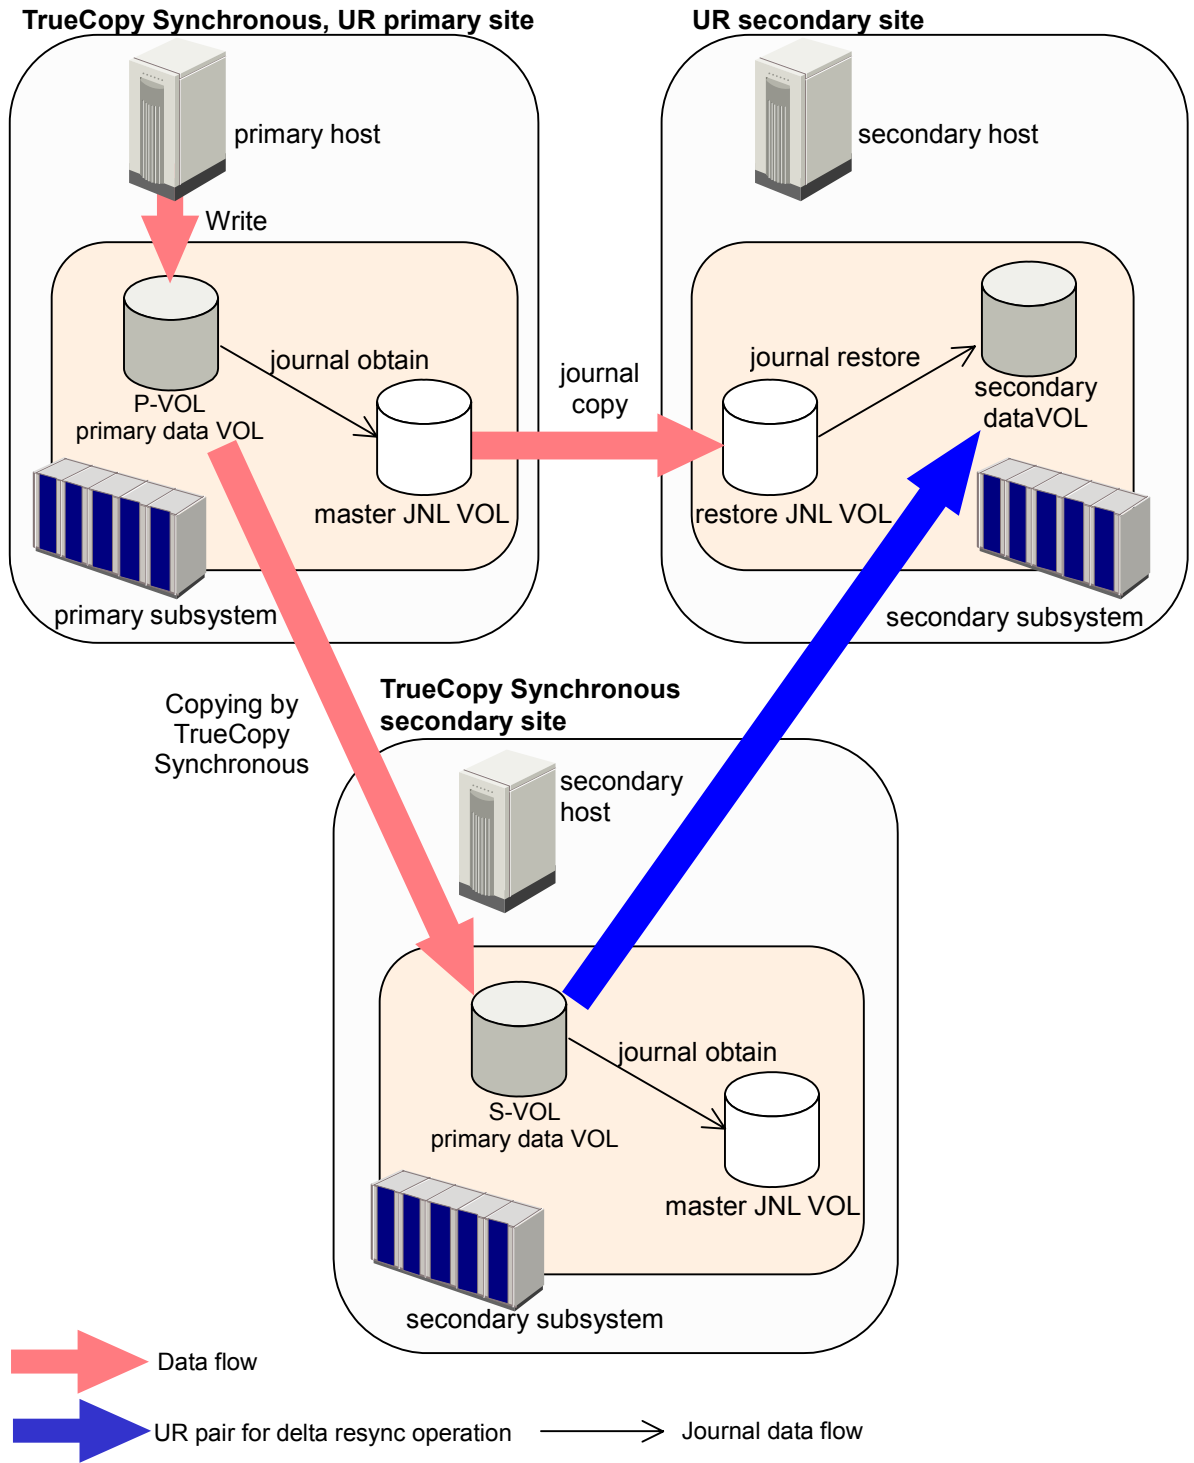 TrueCopy Synchronous, UR primary site
UR secondary site
primary host
secondary host
Write
journal obtain
journal
copy
journal restore
P-VOL
primary data VOL
secondary
dataVOL
master JNL VOL
restore JNL VOL
primary subsystem
secondary subsystem
Copying by
TrueCopy
Synchronous
TrueCopy Synchronous
secondary site
secondary
host
journal obtain
S-VOL
primary data VOL
master JNL VOL
secondary subsystem
Data flow
UR pair for delta resync operation
Journal data flow